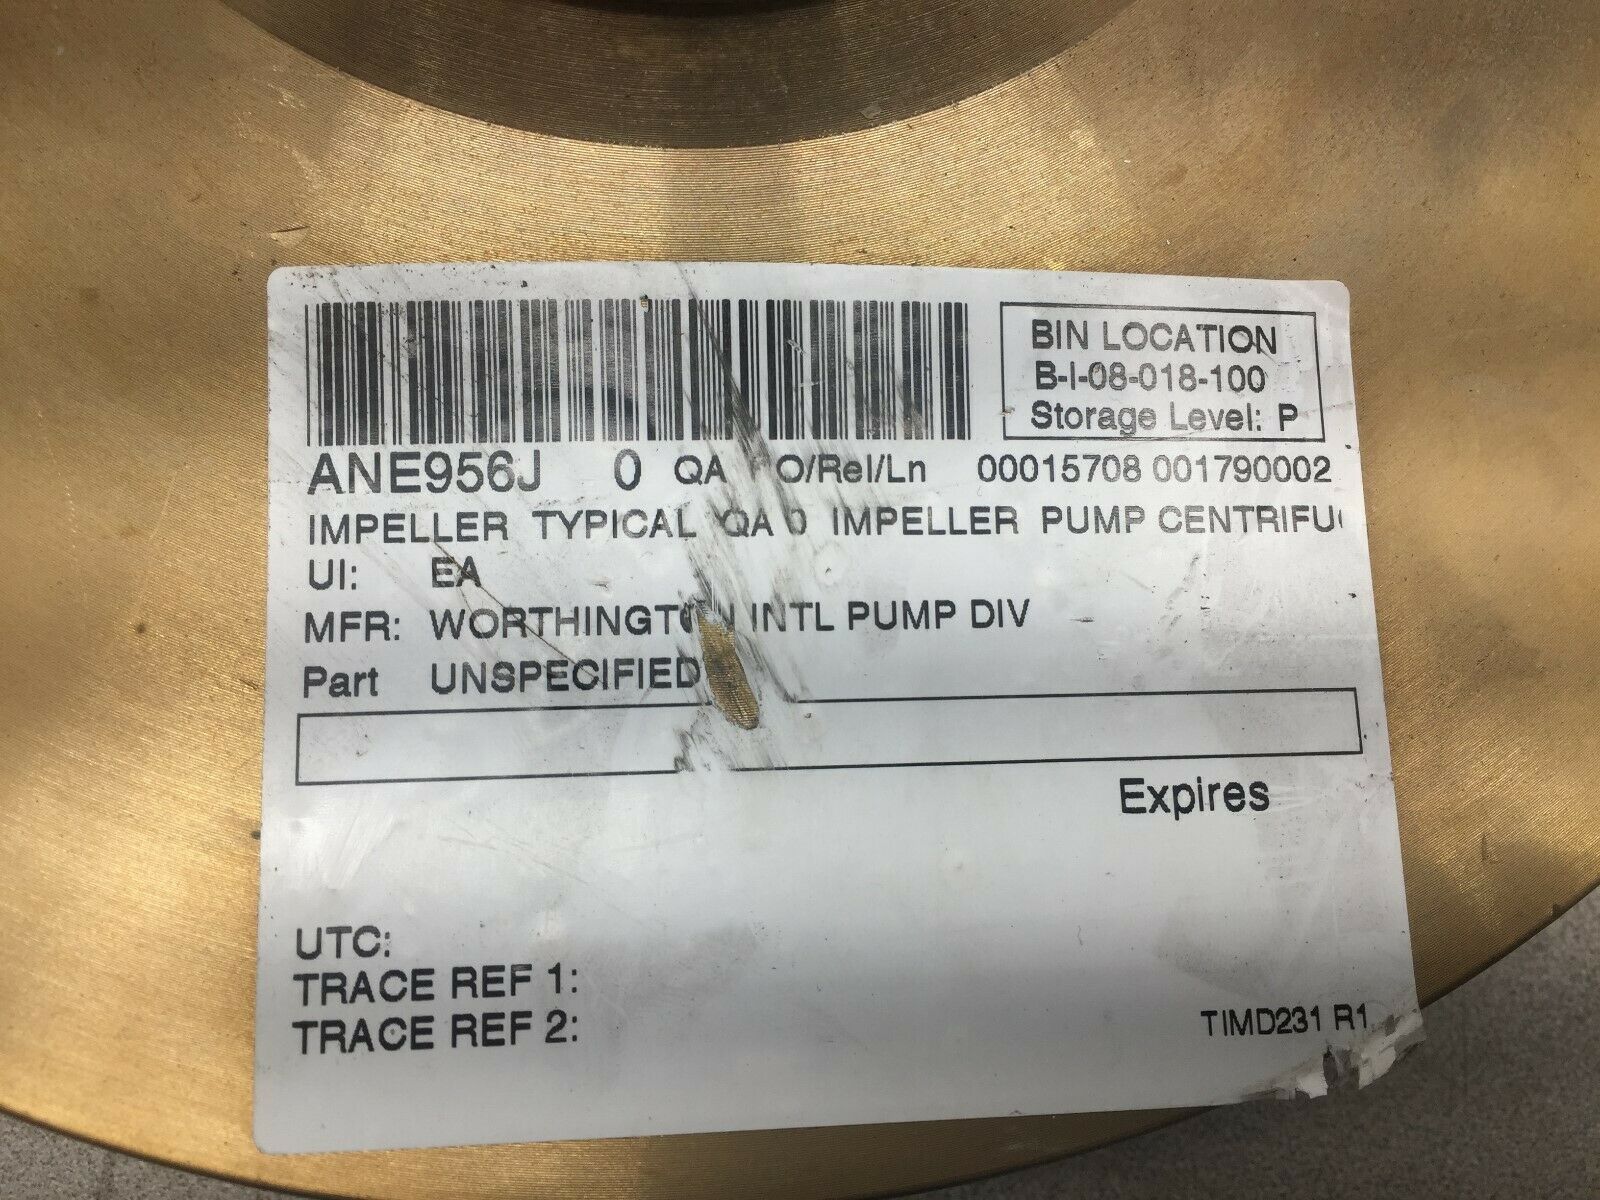 BIN LOCATION
B-I-08-018-100
Storage Level: P
ANE956J 0 QA O/Rel/Ln 00015708 001790002
IMPELLER TYPICAL QA 0 IMPELLER PUMP CENTRIFU
UI: EA
MFR: WORTHINGTON INTL PUMP DIV
Part UNSPECIFIED
Expires
UTC:
TRACE REF 1:
TRACE REF 2:
TIMD231 R1